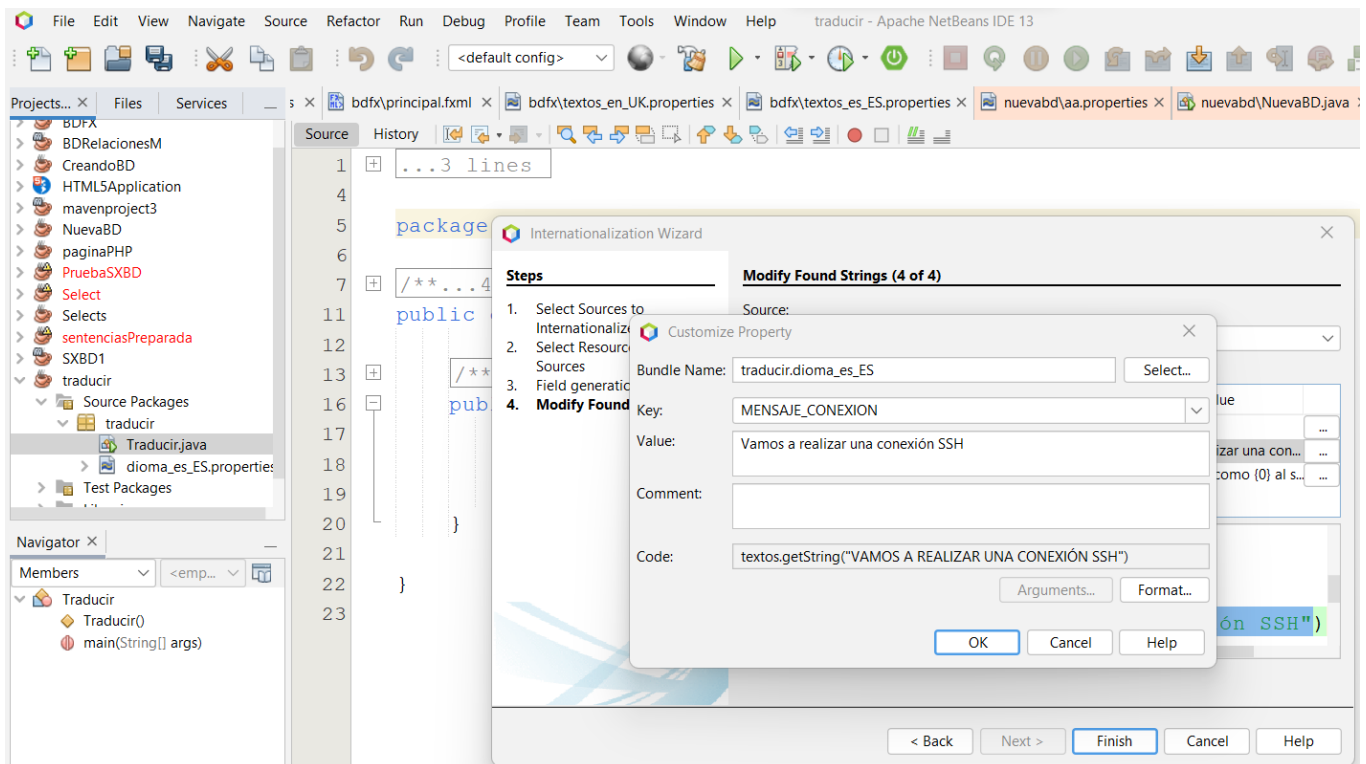 File Edit View Navigate Source Refactor Run Debug Profile Team Tools Window Help traducir - Apache NetBeans IDE 13
<default config>
Projects... × Files Services
s × bdfx\principal.fxml × bdfx\textos_en_UK.properties × bdfx\textos_es_ES.properties × nuevabd\aa.properties × nuevabd\NuevaBD.java
Source History
BDFX
BDRelacionesM
CreandoBD
HTML5Application
mavenproject3
NuevaBD
paginaPHP
PruebaSXBD
Select
Selects
sentenciasPreparada
SXBD1
traducir
Source Packages
traducir
Traducir.java
dioma_es_ES.properties
Test Packages
Navigator ×
Members <emp...
Traducir
Traducir()
main(String[] args)
1 ...3 lines
4
5 package
6
7 /**...4
11 public
12
13 /**
16 pub
17
18
19
20 }
21
22 }
23
Internationalization Wizard
Steps
1. Select Sources to
Internationalize
2. Select Resource
Sources
3. Field generatio
4. Modify Found
Modify Found Strings (4 of 4)
Source:
lue
...
izar una con... ...
como {0} al s... ...
ón SSH")
Customize Property
Bundle Name: traducir.dioma_es_ES Select...
Key: MENSAJE_CONEXION
Value: Vamos a realizar una conexión SSH
Comment:
Code: textos.getString("VAMOS A REALIZAR UNA CONEXIÓN SSH")
Arguments... Format...
OK Cancel Help
< Back Next > Finish Cancel Help